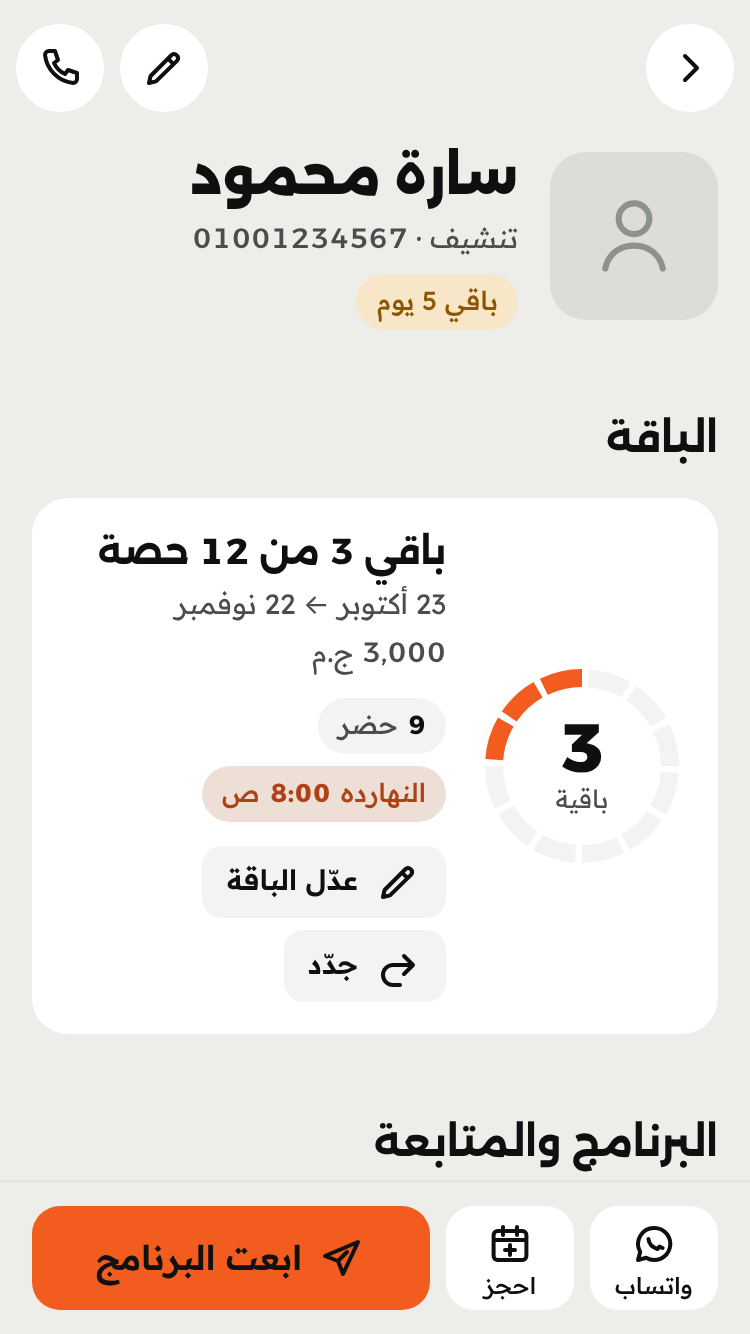 سارة محمود
تنشيف · 01001234567
باقي 5 يوم
الباقة
باقي 3 من 12 حصة
23 أكتوبر ← 22 نوفمبر
3,000 ج.م
9 حضر
النهارده 8:00 ص
3
باقية
عدّل الباقة
جدّد
البرنامج والمتابعة
واتساب
احجز
ابعت البرنامج